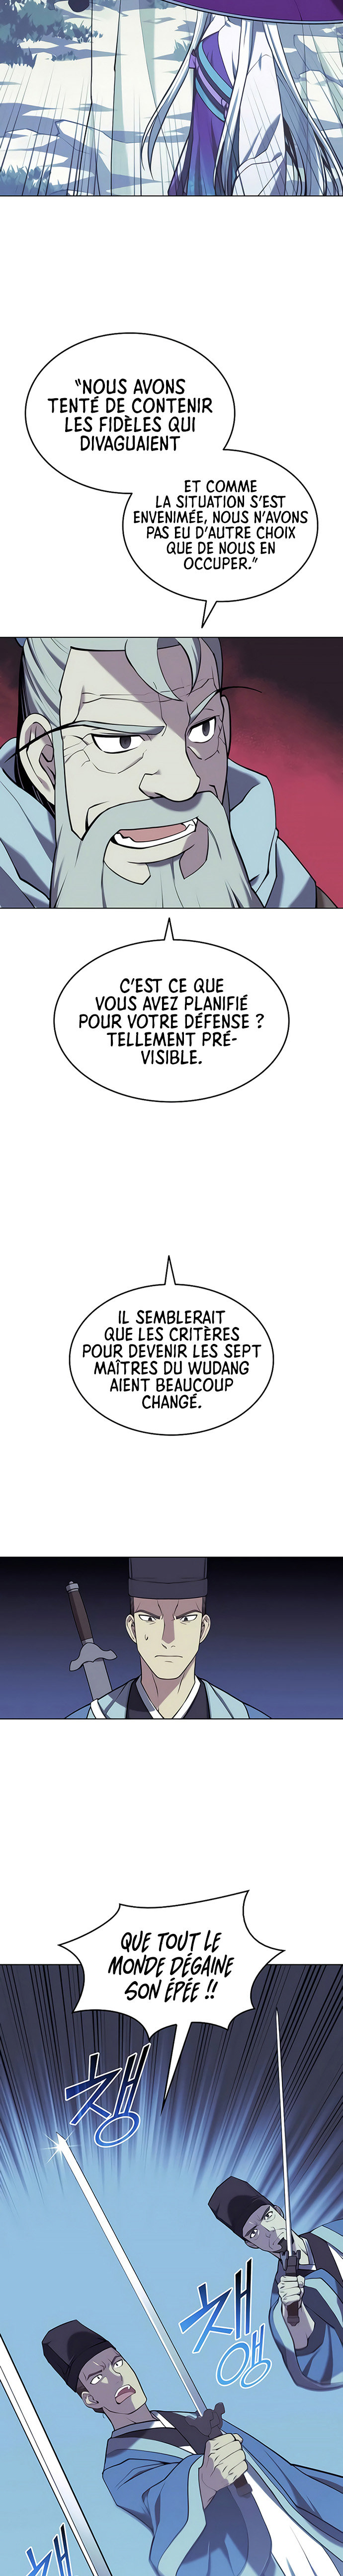 “NOUS AVONS
TENTÉ DE CONTENIR
LES FIDÈLES QUI
DIVAGUAIENT
ET COMME
LA SITUATION S’EST
ENVENIMÉE, NOUS N’AVONS
PAS EU D’AUTRE CHOIX
QUE DE NOUS EN
OCCUPER.”
C’EST CE QUE
VOUS AVEZ PLANIFIÉ
POUR VOTRE DÉFENSE ?
TELLEMENT PRÉ-
VISIBLE.
IL SEMBLERAIT
QUE LES CRITÈRES
POUR DEVENIR LES SEPT
MAÎTRES DU WUDANG
AIENT BEAUCOUP
CHANGÉ.
QUE TOUT LE
MONDE DÉGAINE
SON ÉPÉE !!
챙
채
앵